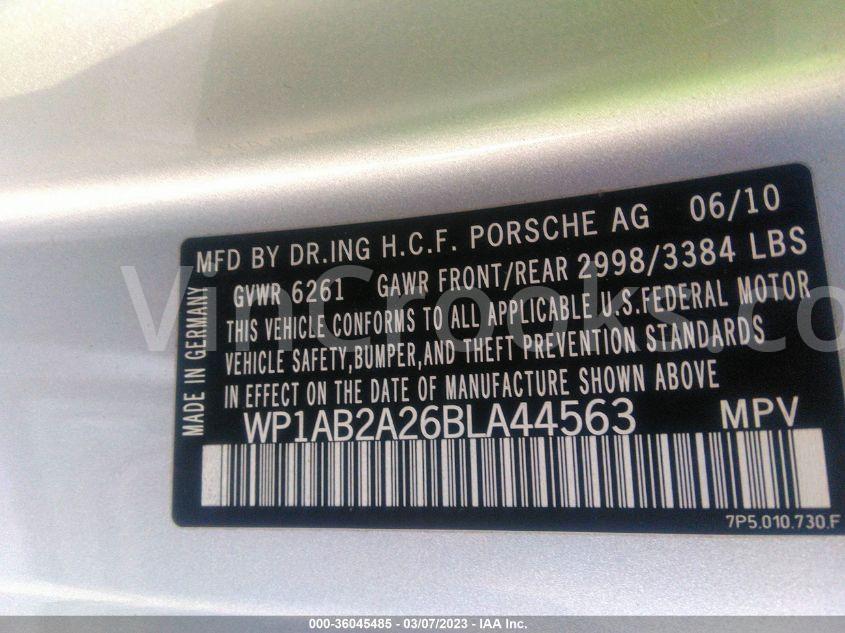 MFD BY DR.ING H.C.F. PORSCHE AG 06/10
GVWR 6261 GAWR FRONT/REAR 2998/3384 LBS
THIS VEHICLE CONFORMS TO ALL APPLICABLE U.S.FEDERAL MOTOR
VEHICLE SAFETY,BUMPER,AND THEFT PREVENTION STANDARDS
IN EFFECT ON THE DATE OF MANUFACTURE SHOWN ABOVE
MADE IN GERMANY
WP1AB2A26BLA44563 MPV
7P5.010.730.F
VinCrooks.co
000-36045485 - 03/07/2023 - IAA Inc.